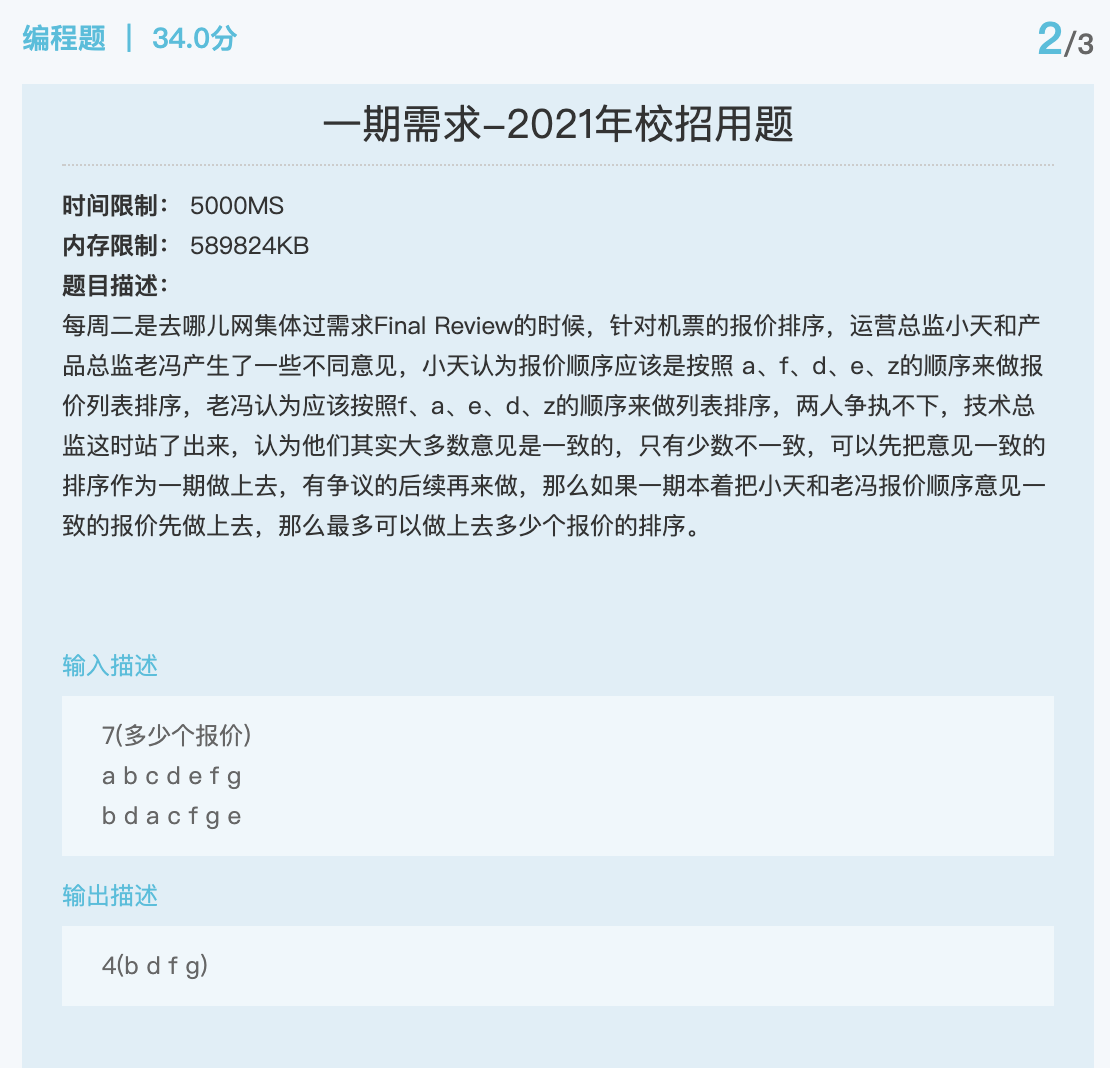 编程题 | 34.0分
2/3
一期需求–2021年校招用题
时间限制： 5000MS
内存限制： 589824KB
题目描述：
每周二是去哪儿网集体过需求Final Review的时候，针对机票的报价排序，运营总监小天和产
品总监老冯产生了一些不同意见，小天认为报价顺序应该是按照 a、f、d、e、z的顺序来做报
价列表排序，老冯认为应该按照f、a、e、d、z的顺序来做列表排序，两人争执不下，技术总
监这时站了出来，认为他们其实大多数意见是一致的，只有少数不一致，可以先把意见一致的
排序作为一期做上去，有争议的后续再来做，那么如果一期本着把小天和老冯报价顺序意见一
致的报价先做上去，那么最多可以做上去多少个报价的排序。
输入描述
7(多少个报价)
a b c d e f g
b d a c f g e
输出描述
4(b d f g)